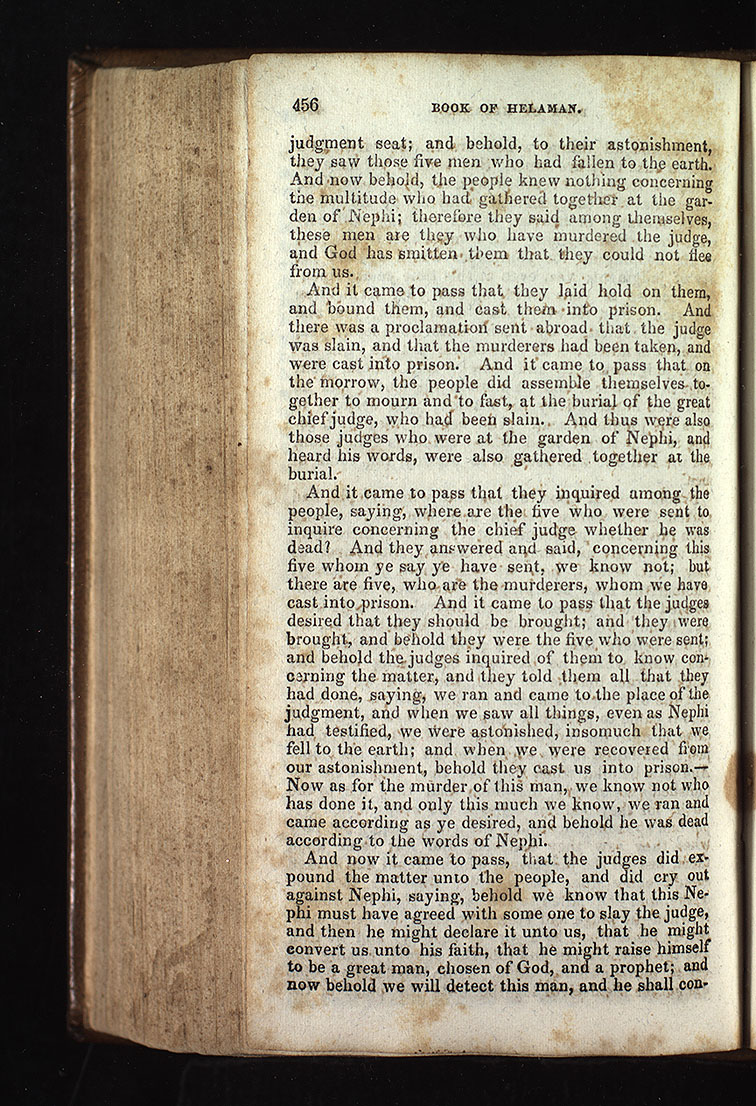 456 BOOK OF HELAMAN.
judgment seat; and behold, to their astonishment,
they saw those five men who had fallen to the earth.
And now behold, the people knew nothing concerning
the multitude who had gathered together at the gar-
den of Nephi; therefore they said among themselves,
these men are they who have murdered the judge,
and God has smitten them that they could not flee
from us.
And it came to pass that they laid hold on them,
and bound them, and cast them into prison. And
there was a proclamation sent abroad that the judge
was slain, and that the murderers had been taken, and
were cast into prison. And it came to pass that on
the morrow, the people did assemble themselves to-
gether to mourn and to fast, at the burial of the great
chief judge, who had been slain. And thus were also
those judges who were at the garden of Nephi, and
heard his words, were also gathered together at the
burial.
And it came to pass that they inquired among the
people, saying, where are the five who were sent to
inquire concerning the chief judge whether he was
dead? And they answered and said, concerning this
five whom ye say ye have sent, we know not; but
there are five, who are the murderers, whom we have
cast into prison. And it came to pass that the judges
desired that they should be brought; and they were
brought, and behold they were the five who were sent;
and behold the judges inquired of them to know con-
cerning the matter, and they told them all that they
had done, saying, we ran and came to the place of the
judgment, and when we saw all things, even as Nephi
had testified, we were astonished, insomuch that we
fell to the earth; and when we were recovered from
our astonishment, behold they cast us into prison.—
Now as for the murder of this man, we know not who
has done it, and only this much we know, we ran and
came according as ye desired, and behold he was dead
according to the words of Nephi.
And now it came to pass, that the judges did ex-
pound the matter unto the people, and did cry out
against Nephi, saying, behold we know that this Ne-
phi must have agreed with some one to slay the judge,
and then he might declare it unto us, that he might
convert us unto his faith, that he might raise himself
to be a great man, chosen of God, and a prophet; and
now behold we will detect this man, and he shall con-